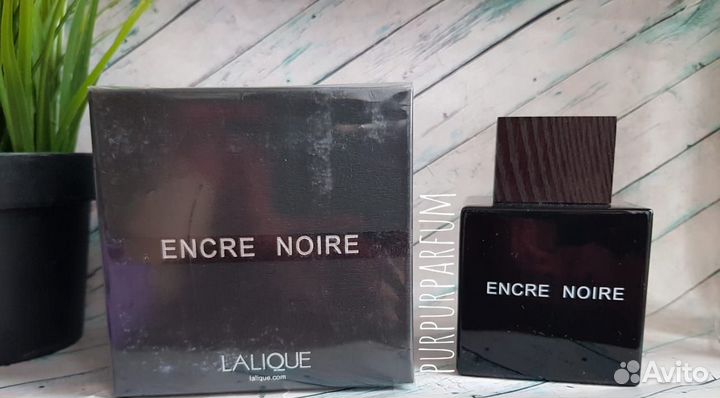 ENCRE NOIRE
LALIQUE
lalique.com
PURPURPARFUM
ENCRE NOIRE
Avito